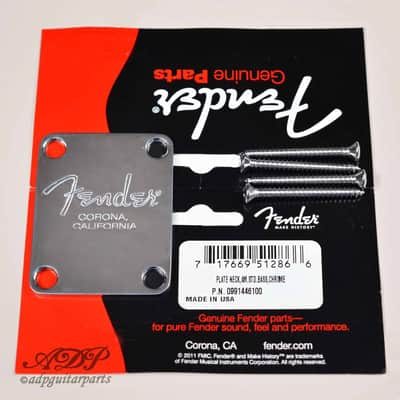 Genuine
Parts
Fender
Fender
CORONA,
CALIFORNIA
Fender
MAKE HISTORY™
7 17669 51286 6
PLATE NECK,AM.STD.BASS,CHROME
P.N. 0991446100
MADE IN USA
Genuine Fender parts—
for pure Fender sound, feel and performance.
Corona, CA
fender.com
© 2011 FMIC. Fender® and Make History™ are trademarks
of Fender Musical Instruments Corporation. All rights reserved.
ADP
©adpguitarparts